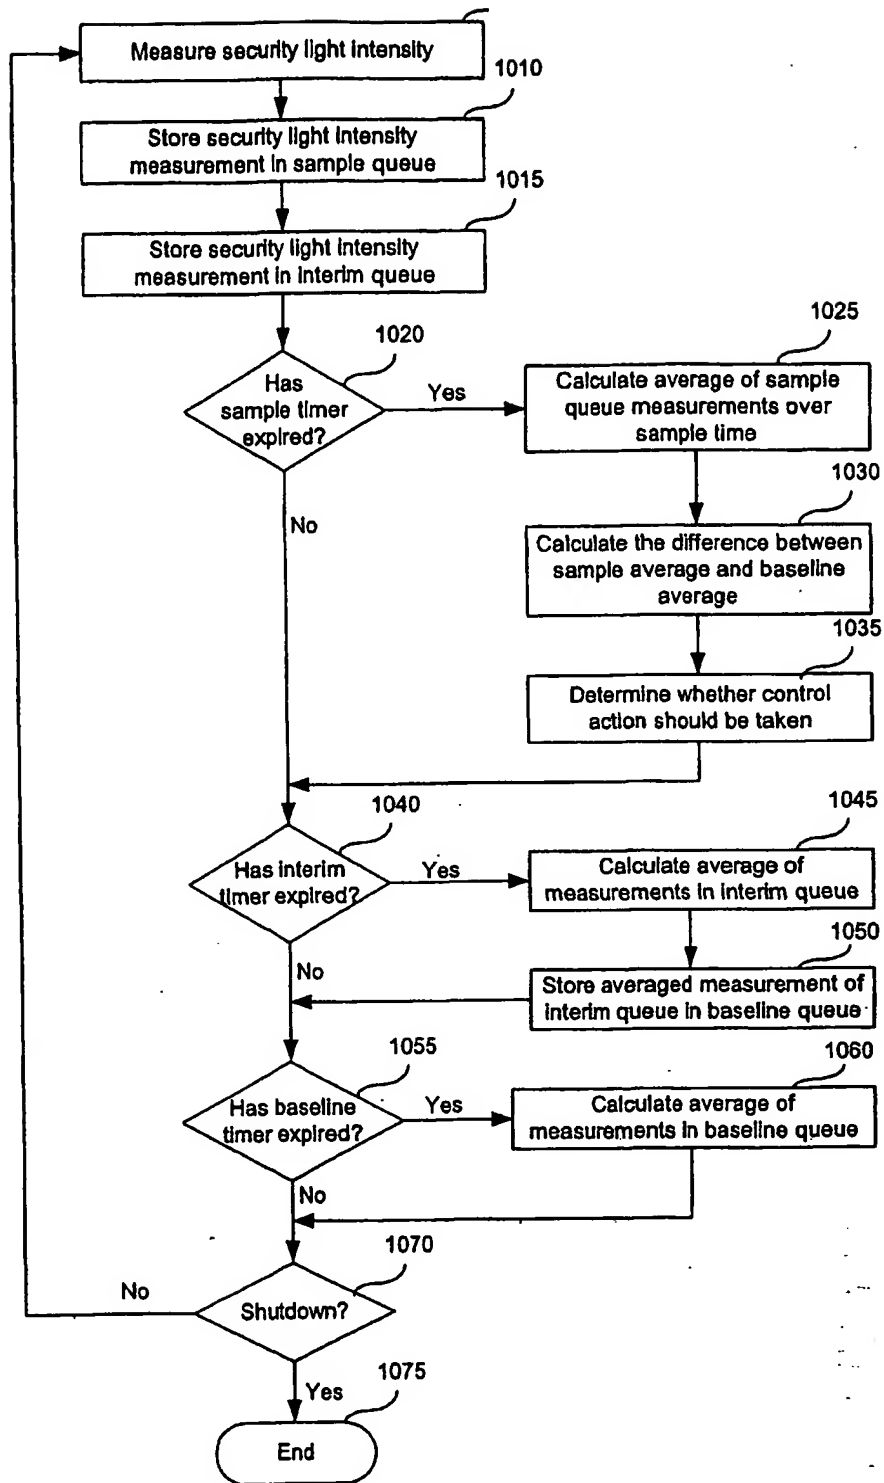 Measure security light intensity
1010
Store security light intensity
measurement in sample queue
1015
Store security light intensity
measurement in interim queue
1020
Has
sample timer
expired?
Yes
No
1025
Calculate average of sample
queue measurements over
sample time
1030
Calculate the difference between
sample average and baseline
average
1035
Determine whether control
action should be taken
1040
Has interim
timer expired?
Yes
No
1045
Calculate average of
measurements in interim queue
1050
Store averaged measurement of
interim queue in baseline queue
1055
Has baseline
timer expired?
Yes
No
1060
Calculate average of
measurements in baseline queue
1070
Shutdown?
No
Yes
1075
End